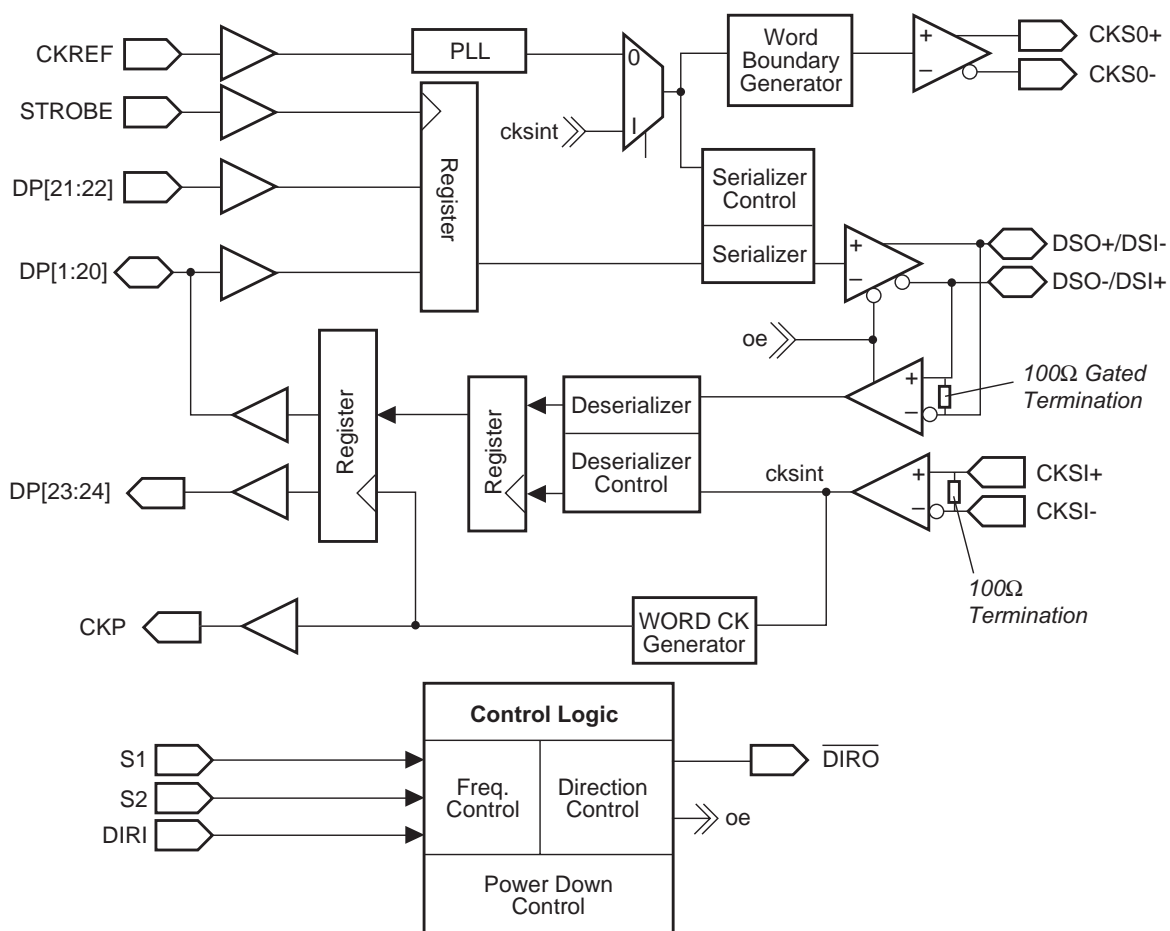 CKREF
PLL
0
Word
Boundary
Generator
+
−
CKS0+
CKS0-
STROBE
cksint
I
DP[21:22]
Register
Serializer
Control
Serializer
DP[1:20]
+
−
DSO+/DSI-
DSO-/DSI+
oe
+
−
100Ω Gated
Termination
Register
Register
Deserializer
Deserializer
Control
cksint
DP[23:24]
+
−
CKSI+
CKSI-
100Ω
Termination
CKP
WORD CK
Generator
Control Logic
S1
S2
DIRI
Freq.
Control
Direction
Control
DIRO
oe
Power Down
Control